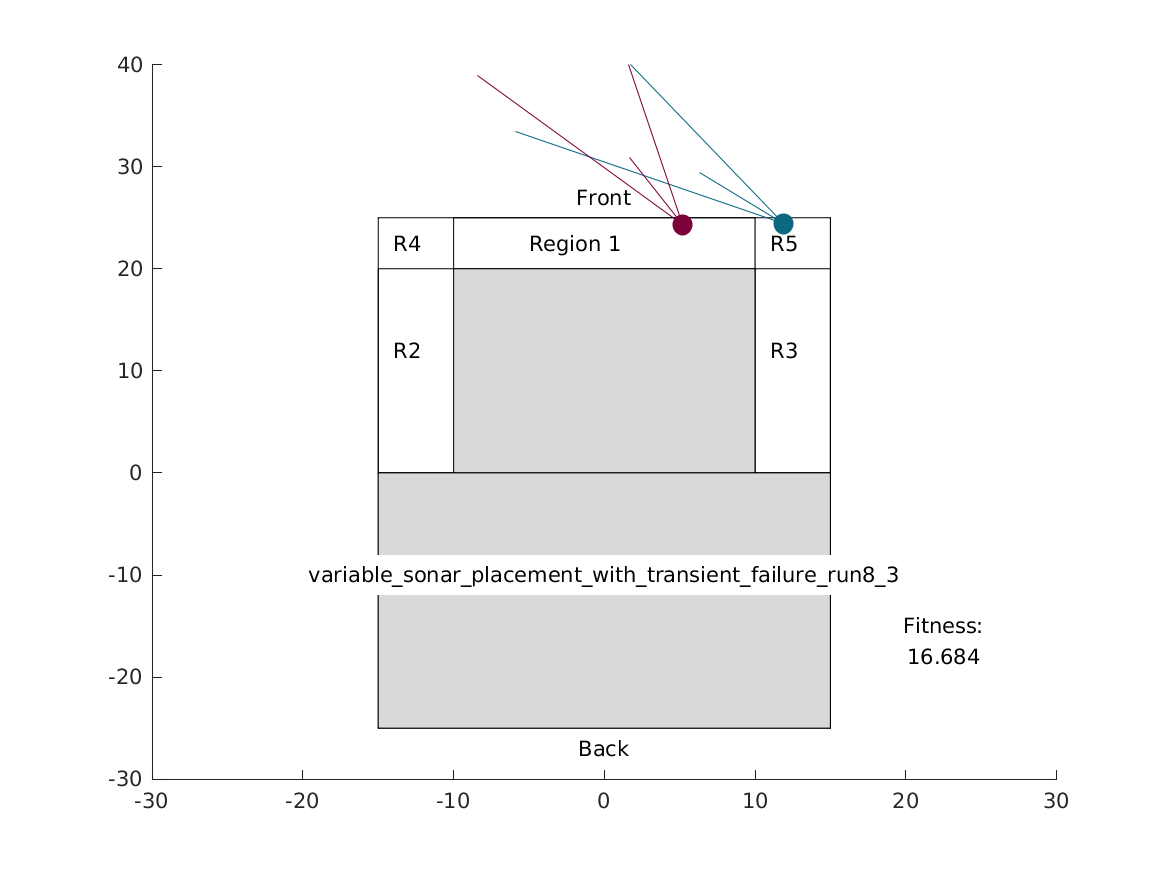 40
30
Front
R4
Region 1
R5
20
R2
R3
10
0
-10
variable_sonar_placement_with_transient_failure_run8_3
Fitness:
16.684
-20
Back
-30
-30
-20
-10
0
10
20
30